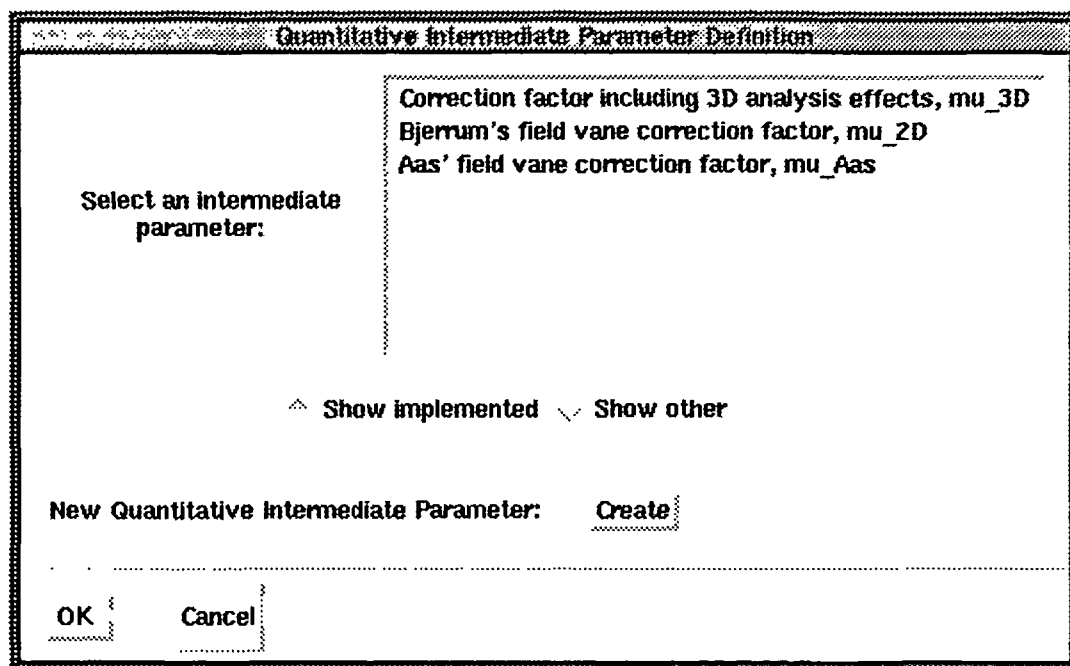 Quantitative Intermediate Parameter Definition
Correction factor including 3D analysis effects, mu_3D
Bjerrum's field vane correction factor, mu_2D
Aas' field vane correction factor, mu_Aas
Select an intermediate
parameter:
Show implemented Show other
New Quantitative Intermediate Parameter: Create
OK Cancel